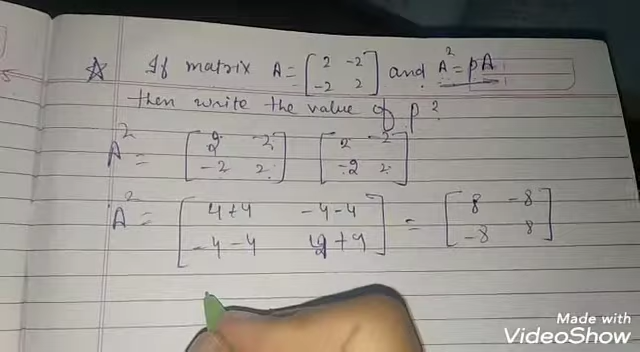 ☆ If matrix A = [ 2 -2 ; -2 2 ] and A² = pA
then write the value of p?
A² = [ 2 -2 ; -2 2 ] [ 2 -2 ; -2 2 ]
A² = [ 4+4 -4-4 ; -4-4 4+4 ] = [ 8 -8 ; -8 8 ]
Made with
VideoShow